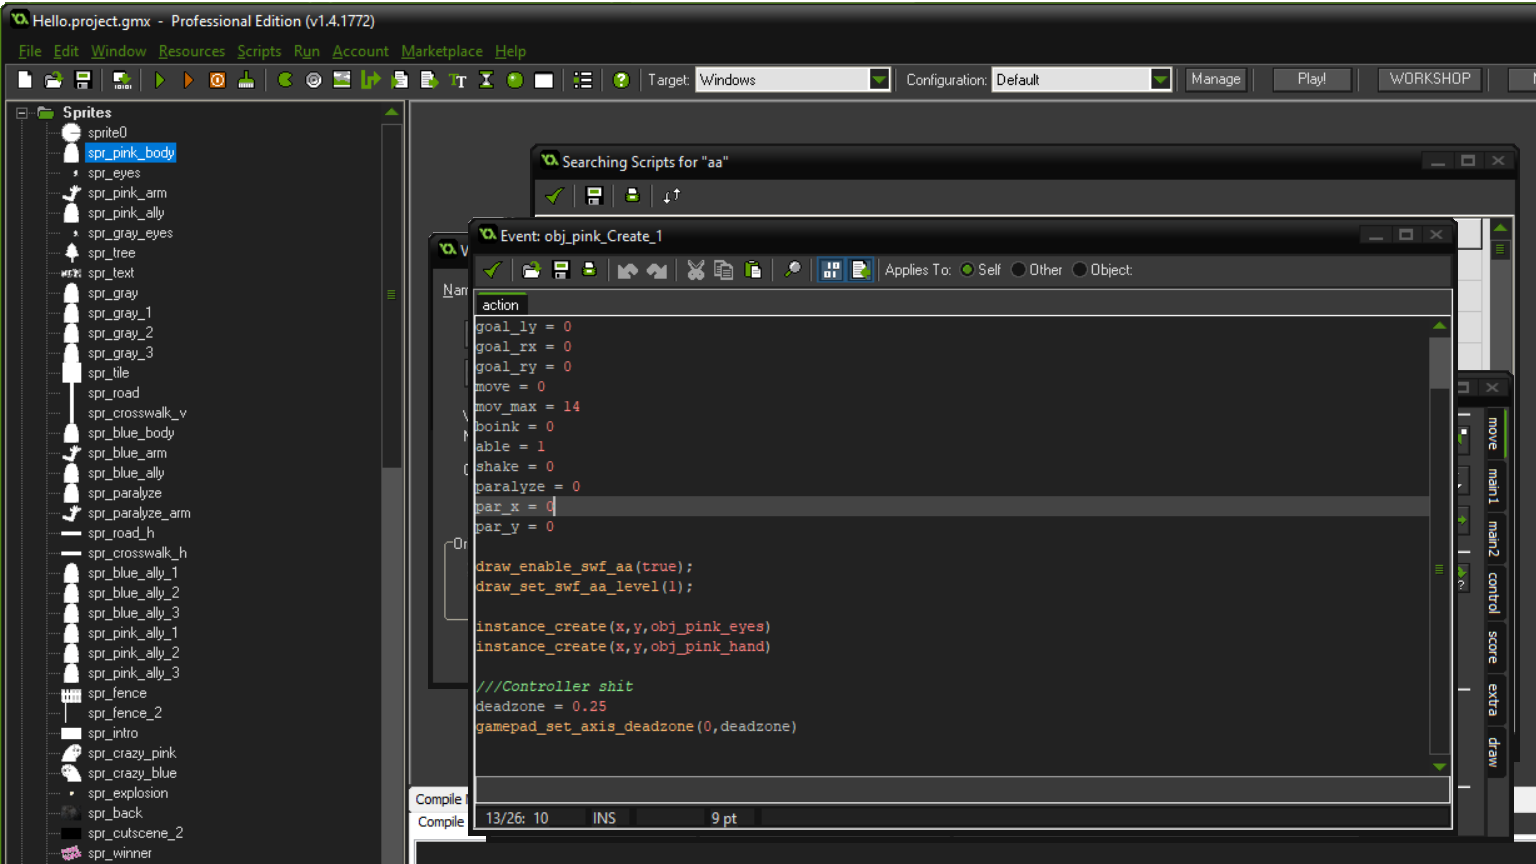 Hello.project.gmx - Professional Edition (v1.4.1772)
File Edit Window Resources Scripts Run Account Marketplace Help
Target: Windows Configuration: Default Manage Play! WORKSHOP
Sprites
sprite0
spr_pink_body
spr_eyes
spr_pink_arm
spr_pink_ally
spr_gray_eyes
spr_tree
spr_text
spr_gray
spr_gray_1
spr_gray_2
spr_gray_3
spr_tile
spr_road
spr_crosswalk_v
spr_blue_body
spr_blue_arm
spr_blue_ally
spr_paralyze
spr_paralyze_arm
spr_road_h
spr_crosswalk_h
spr_blue_ally_1
spr_blue_ally_2
spr_blue_ally_3
spr_pink_ally_1
spr_pink_ally_2
spr_pink_ally_3
spr_fence
spr_fence_2
spr_intro
spr_crazy_pink
spr_crazy_blue
spr_explosion
spr_back
spr_cutscene_2
spr_winner
Searching Scripts for "aa"
Event: obj_pink_Create_1
Applies To: Self Other Object:
action
goal_ly = 0
goal_rx = 0
goal_ry = 0
move = 0
mov_max = 14
boink = 0
able = 1
shake = 0
paralyze = 0
par_x = 0
par_y = 0
draw_enable_swf_aa(true);
draw_set_swf_aa_level(1);
instance_create(x,y,obj_pink_eyes)
instance_create(x,y,obj_pink_hand)
///Controller shit
deadzone = 0.25
gamepad_set_axis_deadzone(0,deadzone)
13/26: 10 INS 9 pt
Compile
Compile
move
main1
main2
control
score
extra
draw